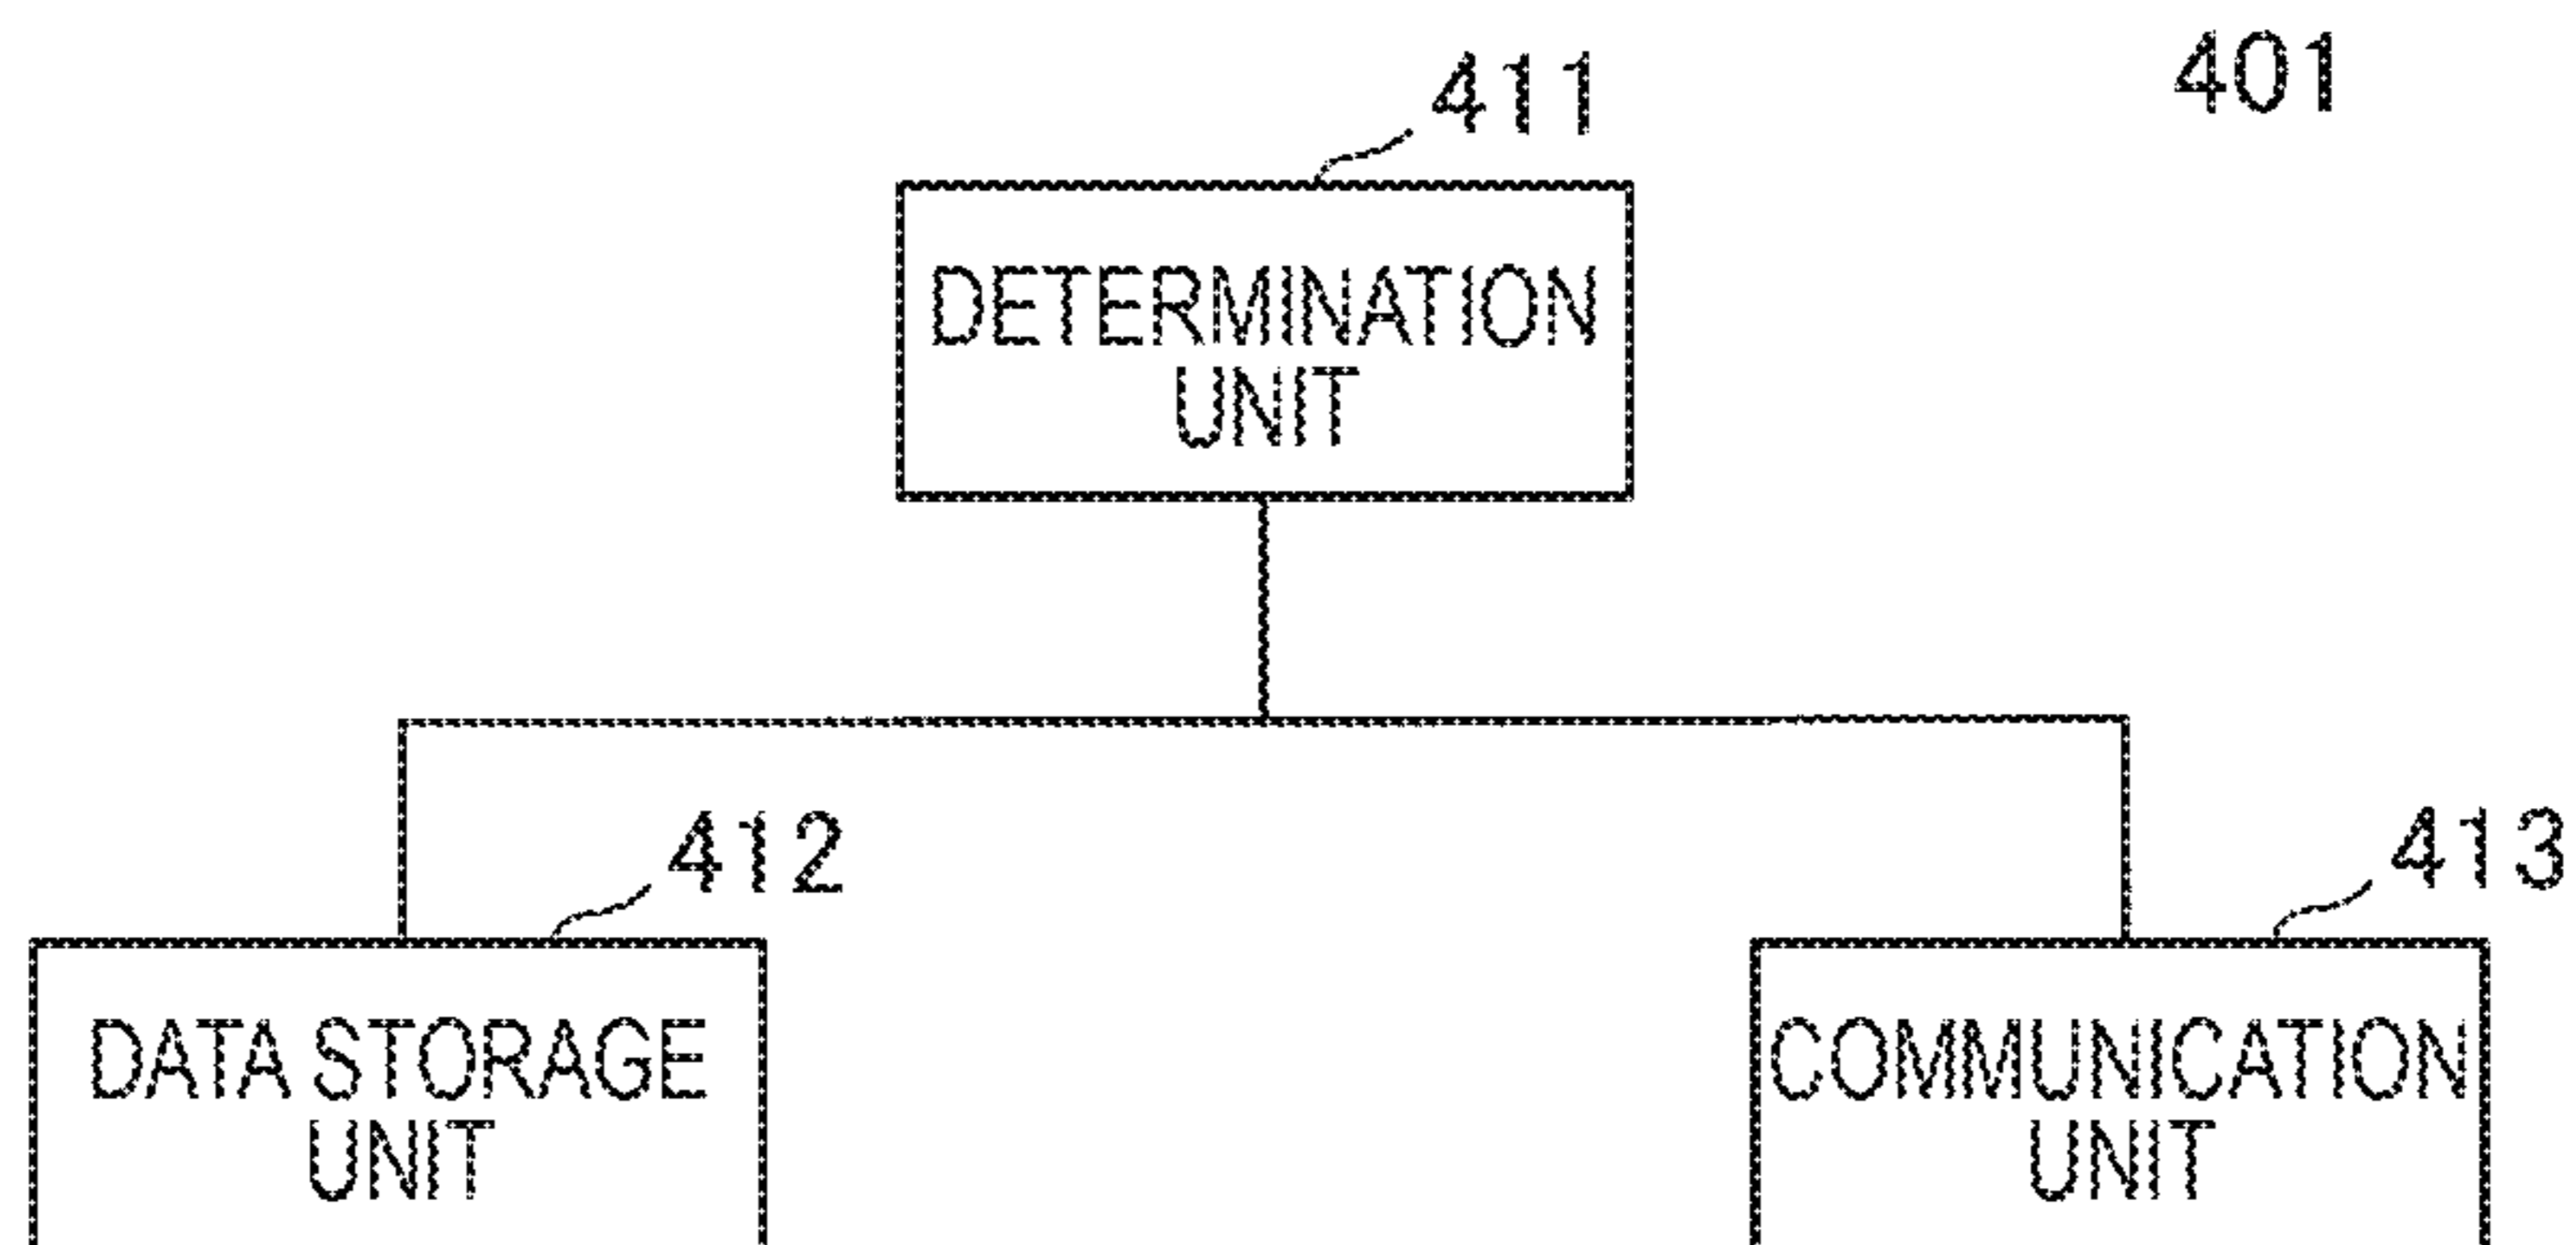 401
411
DETERMINATION
UNIT
412
413
DATA STORAGE
UNIT
COMMUNICATION
UNIT